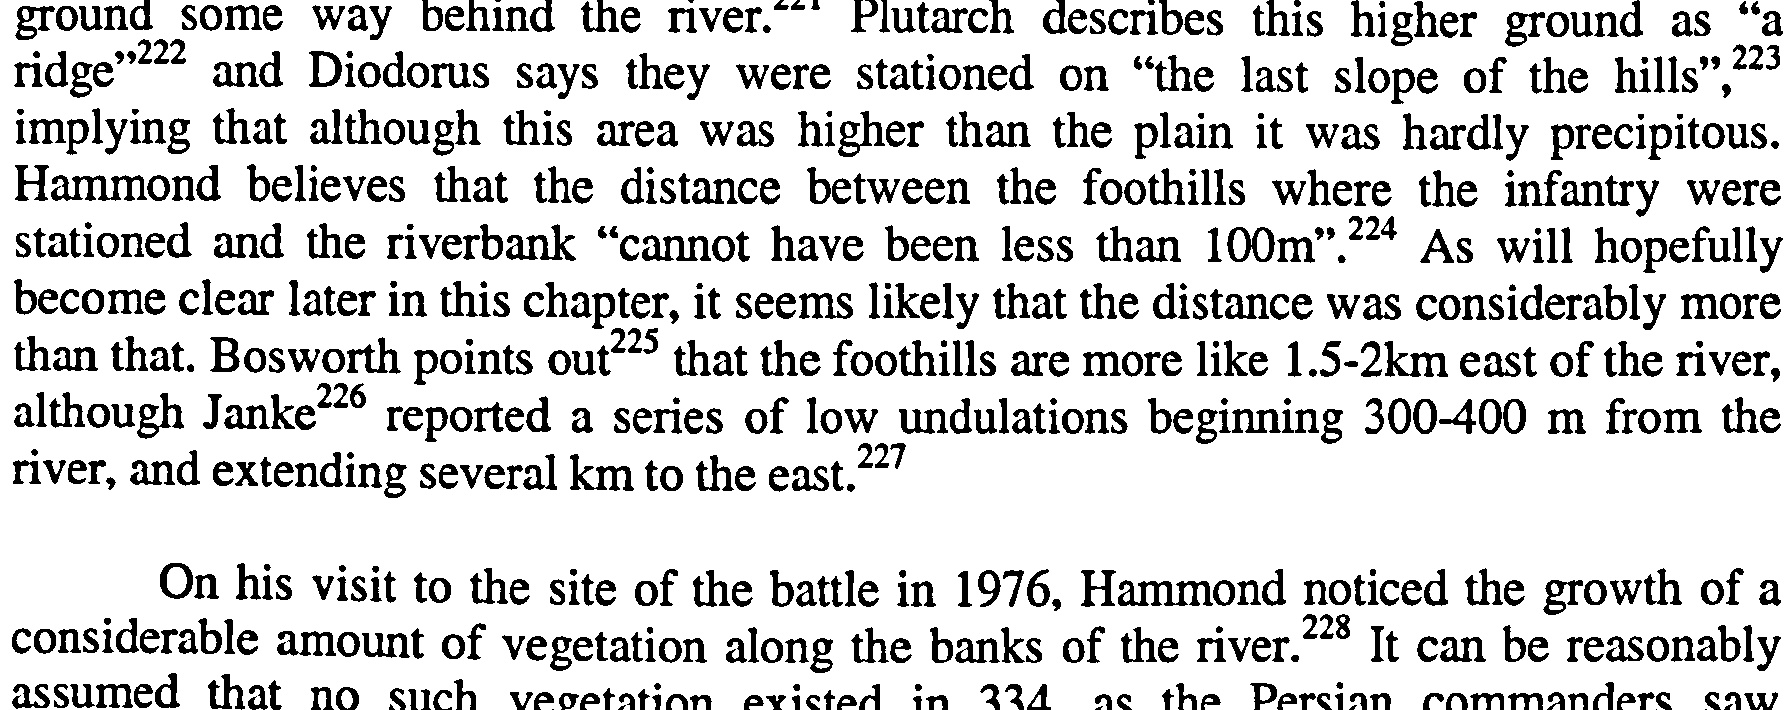 ground some way behind the river.221 Plutarch describes this higher ground as “a
ridge”222 and Diodorus says they were stationed on “the last slope of the hills”,223
implying that although this area was higher than the plain it was hardly precipitous.
Hammond believes that the distance between the foothills where the infantry were
stationed and the riverbank “cannot have been less than 100m”.224 As will hopefully
become clear later in this chapter, it seems likely that the distance was considerably more
than that. Bosworth points out225 that the foothills are more like 1.5-2km east of the river,
although Janke226 reported a series of low undulations beginning 300-400 m from the
river, and extending several km to the east.227
On his visit to the site of the battle in 1976, Hammond noticed the growth of a
considerable amount of vegetation along the banks of the river.228 It can be reasonably
assumed that no such vegetation existed in 334, as the Persian commanders saw